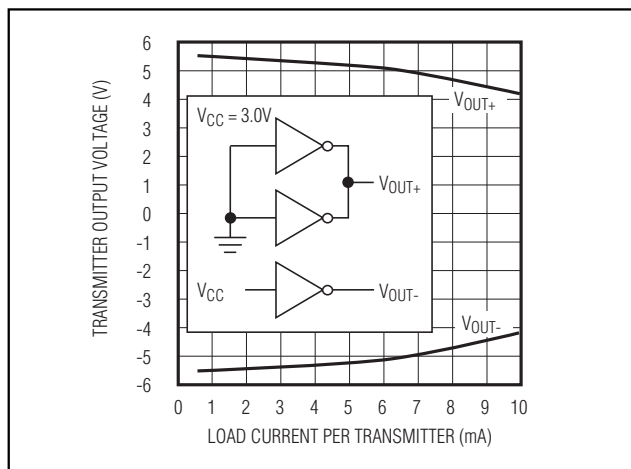 TRANSMITTER OUTPUT VOLTAGE (V)
6
5
4
3
2
1
0
-1
-2
-3
-4
-5
-6
VCC = 3.0V
VOUT+
VOUT+
VCC
VOUT-
VOUT-
0 1 2 3 4 5 6 7 8 9 10
LOAD CURRENT PER TRANSMITTER (mA)